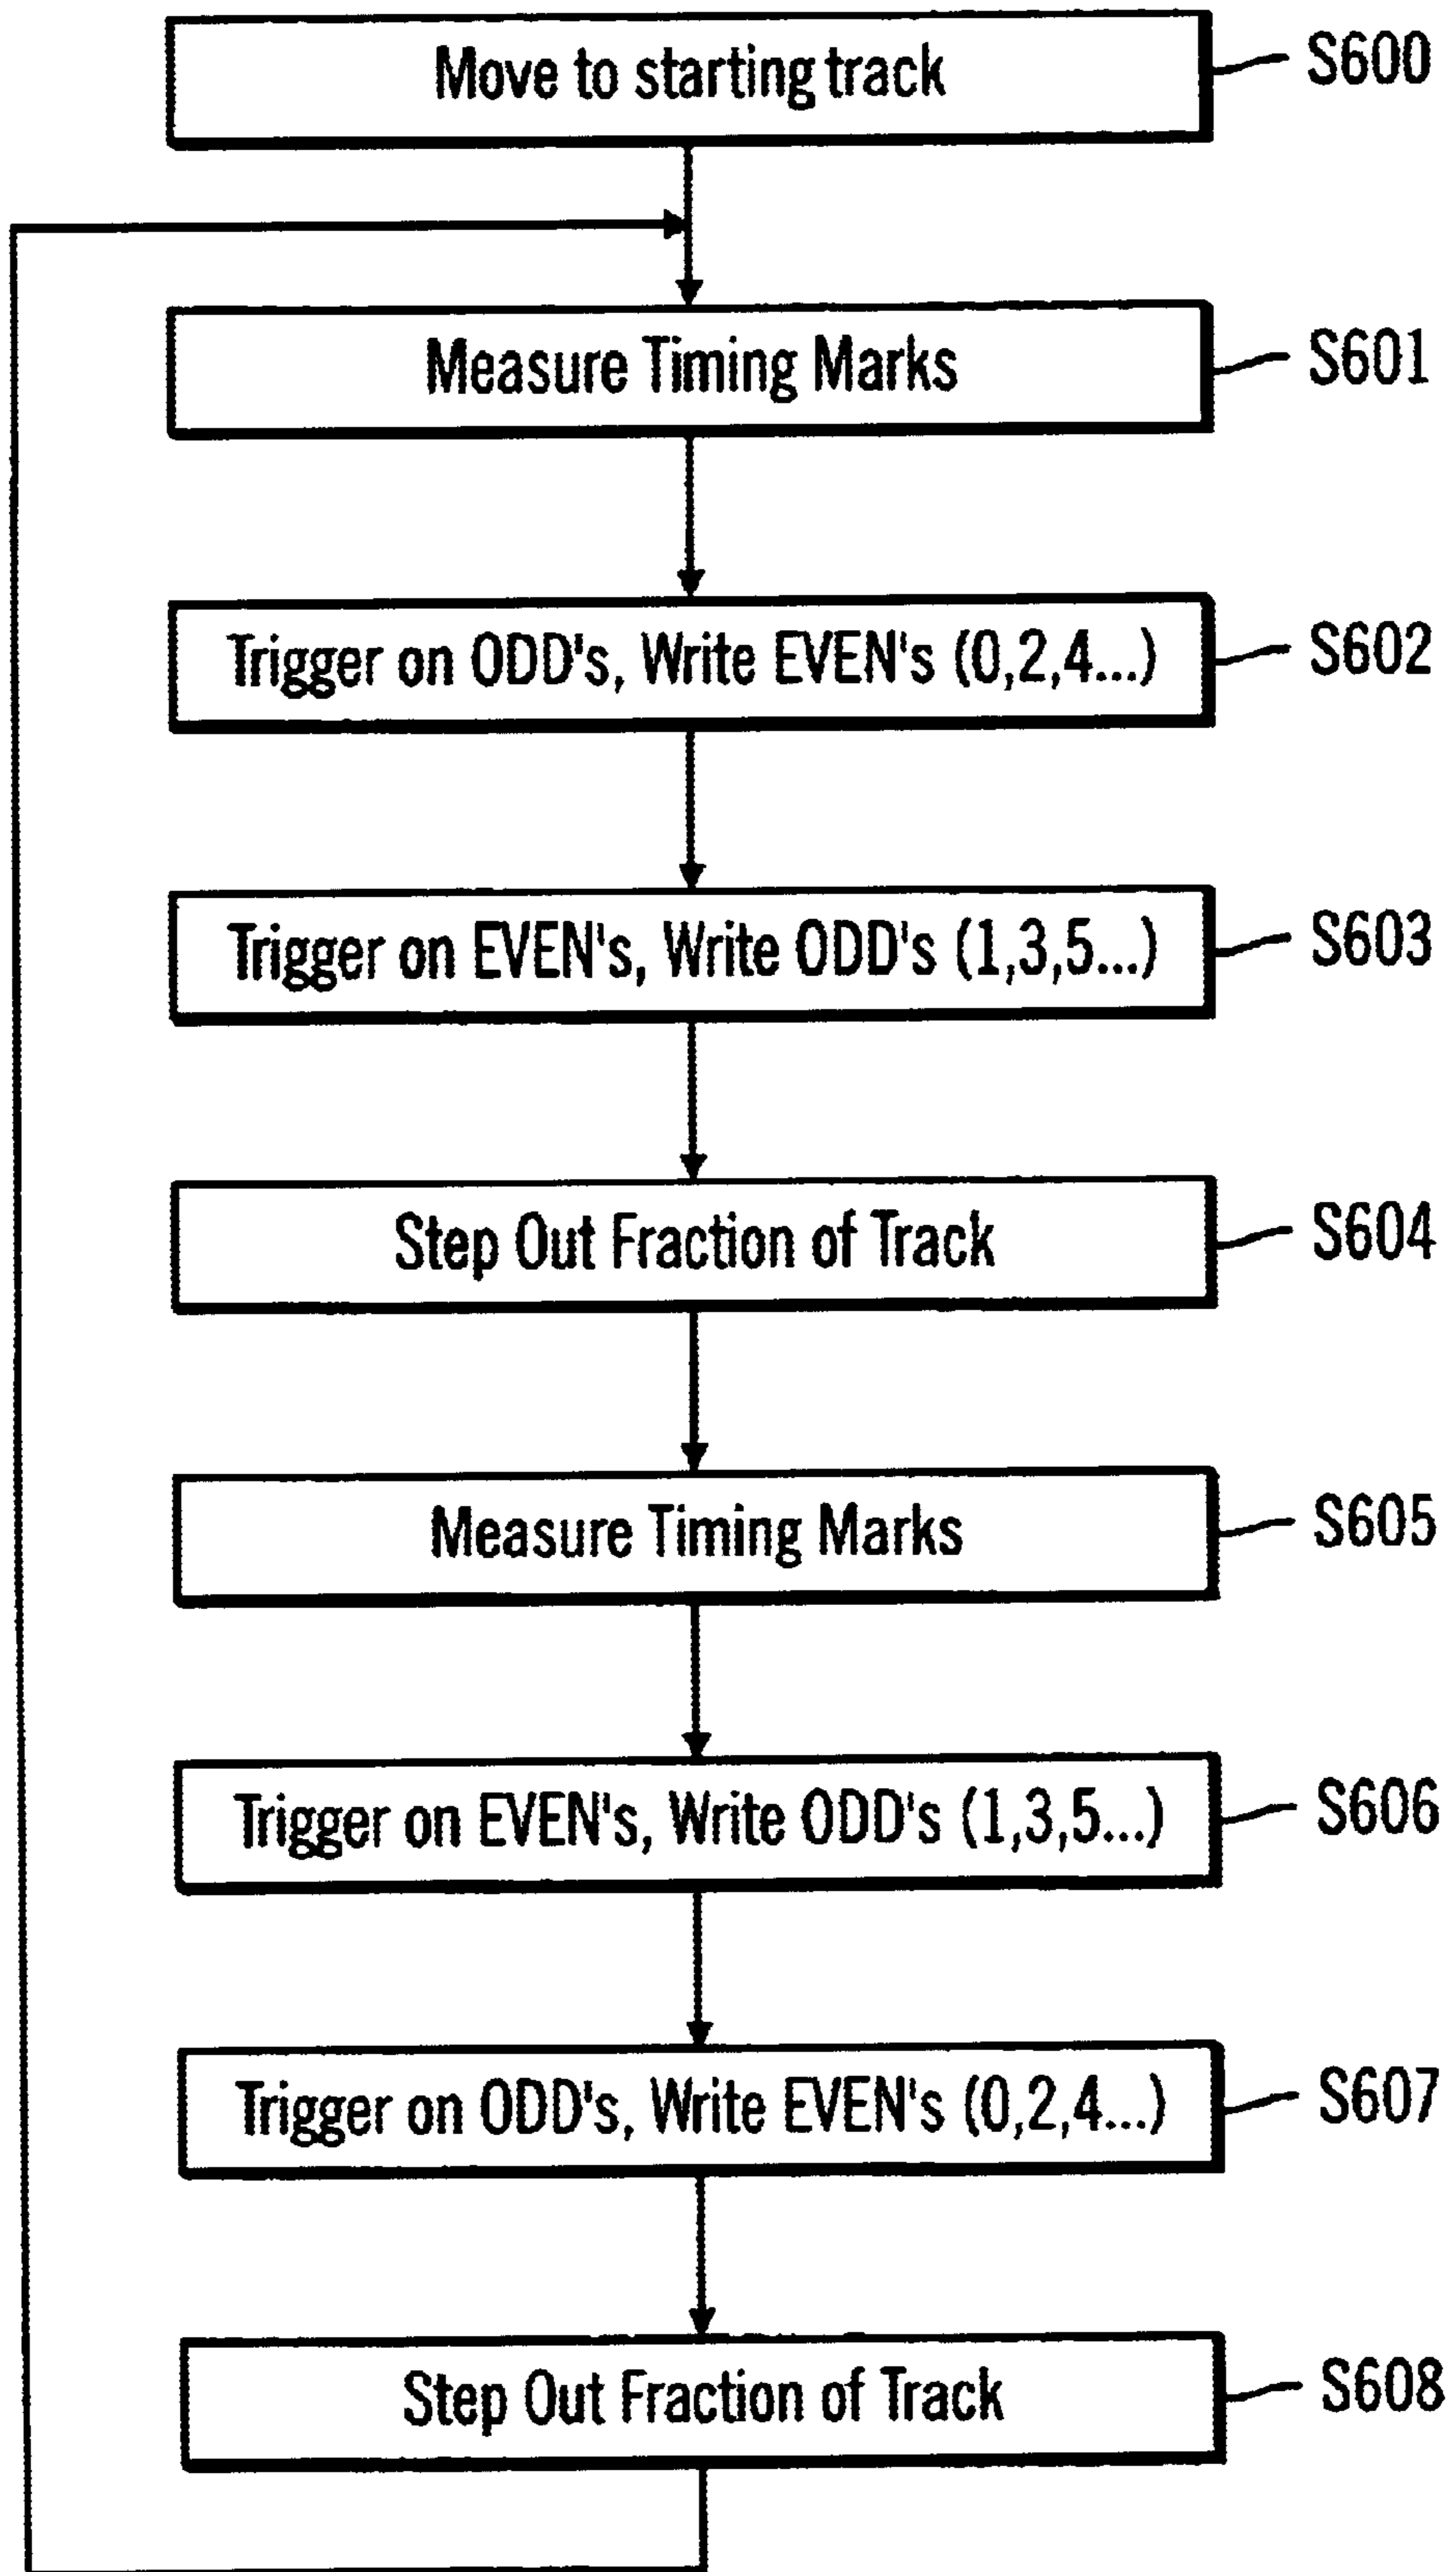 Move to starting track S600
Measure Timing Marks S601
Trigger on ODD's, Write EVEN's (0,2,4...) S602
Trigger on EVEN's, Write ODD's (1,3,5...) S603
Step Out Fraction of Track S604
Measure Timing Marks S605
Trigger on EVEN's, Write ODD's (1,3,5...) S606
Trigger on ODD's, Write EVEN's (0,2,4...) S607
Step Out Fraction of Track S608